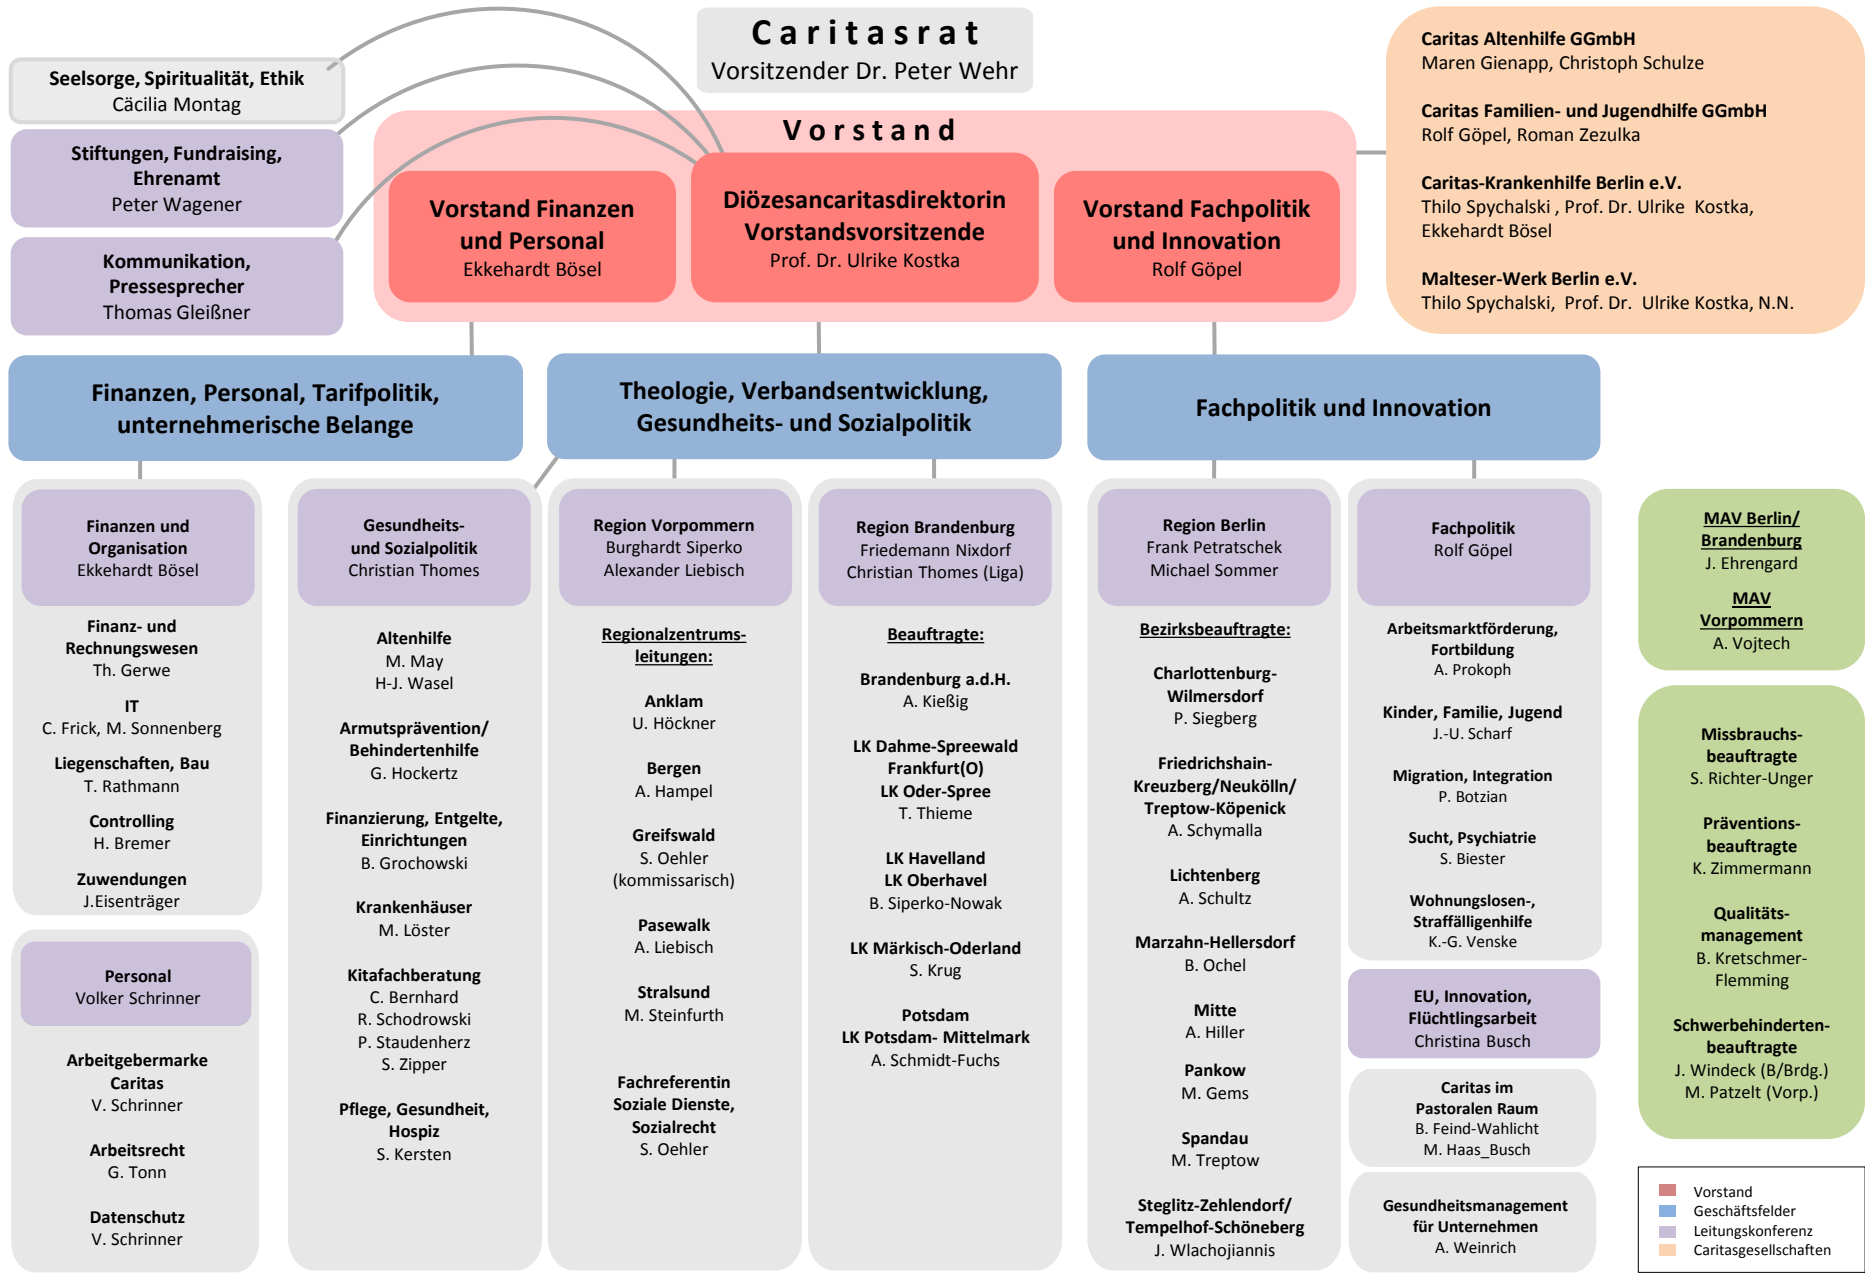 Caritasrat
Vorsitzender Dr. Peter Wehr
Seelsorge, Spiritualität, Ethik
Cäcilia Montag
Stiftungen, Fundraising,
Ehrenamt
Peter Wagener
Kommunikation,
Pressesprecher
Thomas Gleißner
Vorstand
Vorstand Finanzen
und Personal
Ekkehardt Bösel
Diözesancaritasdirektorin
Vorstandsvorsitzende
Prof. Dr. Ulrike Kostka
Vorstand Fachpolitik
und Innovation
Rolf Göpel
Caritas Altenhilfe GGmbH
Maren Gienapp, Christoph Schulze
Caritas Familien- und Jugendhilfe GGmbH
Rolf Göpel, Roman Zezulka
Caritas-Krankenhilfe Berlin e.V.
Thilo Spychalski , Prof. Dr. Ulrike Kostka,
Ekkehardt Bösel
Malteser-Werk Berlin e.V.
Thilo Spychalski, Prof. Dr. Ulrike Kostka, N.N.
Finanzen, Personal, Tarifpolitik,
unternehmerische Belange
Theologie, Verbandsentwicklung,
Gesundheits- und Sozialpolitik
Fachpolitik und Innovation
Finanzen und
Organisation
Ekkehardt Bösel
Finanz- und
Rechnungswesen
Th. Gerwe
IT
C. Frick, M. Sonnenberg
Liegenschaften, Bau
T. Rathmann
Controlling
H. Bremer
Zuwendungen
J.Eisenträger
Personal
Volker Schrinner
Arbeitgebermarke
Caritas
V. Schrinner
Arbeitsrecht
G. Tonn
Datenschutz
V. Schrinner
Gesundheits-
und Sozialpolitik
Christian Thomes
Altenhilfe
M. May
H-J. Wasel
Armutsprävention/
Behindertenhilfe
G. Hockertz
Finanzierung, Entgelte,
Einrichtungen
B. Grochowski
Krankenhäuser
M. Löster
Kitafachberatung
C. Bernhard
R. Schodrowski
P. Staudenherz
S. Zipper
Pflege, Gesundheit,
Hospiz
S. Kersten
Region Vorpommern
Burghardt Siperko
Alexander Liebisch
Regionalzentrums-
leitungen:
Anklam
U. Höckner
Bergen
A. Hampel
Greifswald
S. Oehler
(kommissarisch)
Pasewalk
A. Liebisch
Stralsund
M. Steinfurth
Fachreferentin
Soziale Dienste,
Sozialrecht
S. Oehler
Region Brandenburg
Friedemann Nixdorf
Christian Thomes (Liga)
Beauftragte:
Brandenburg a.d.H.
A. Kießig
LK Dahme-Spreewald
Frankfurt(O)
LK Oder-Spree
T. Thieme
LK Havelland
LK Oberhavel
B. Siperko-Nowak
LK Märkisch-Oderland
S. Krug
Potsdam
LK Potsdam- Mittelmark
A. Schmidt-Fuchs
Region Berlin
Frank Petratschek
Michael Sommer
Bezirksbeauftragte:
Charlottenburg-
Wilmersdorf
P. Siegberg
Friedrichshain-
Kreuzberg/Neukölln/
Treptow-Köpenick
A. Schymalla
Lichtenberg
A. Schultz
Marzahn-Hellersdorf
B. Ochel
Mitte
A. Hiller
Pankow
M. Gems
Spandau
M. Treptow
Steglitz-Zehlendorf/
Tempelhof-Schöneberg
J. Wlachojiannis
Fachpolitik
Rolf Göpel
Arbeitsmarktförderung,
Fortbildung
A. Prokoph
Kinder, Familie, Jugend
J.-U. Scharf
Migration, Integration
P. Botzian
Sucht, Psychiatrie
S. Biester
Wohnungslosen-,
Straffälligenhilfe
K.-G. Venske
EU, Innovation,
Flüchtlingsarbeit
Christina Busch
Caritas im
Pastoralen Raum
B. Feind-Wahlicht
M. Haas_Busch
Gesundheitsmanagement
für Unternehmen
A. Weinrich
MAV Berlin/
Brandenburg
J. Ehrengard
MAV
Vorpommern
A. Vojtech
Missbrauchs-
beauftragte
S. Richter-Unger
Präventions-
beauftragte
K. Zimmermann
Qualitäts-
management
B. Kretschmer-
Flemming
Schwerbehinderten-
beauftragte
J. Windeck (B/Brdg.)
M. Patzelt (Vorp.)
Vorstand
Geschäftsfelder
Leitungskonferenz
Caritasgesellschaften